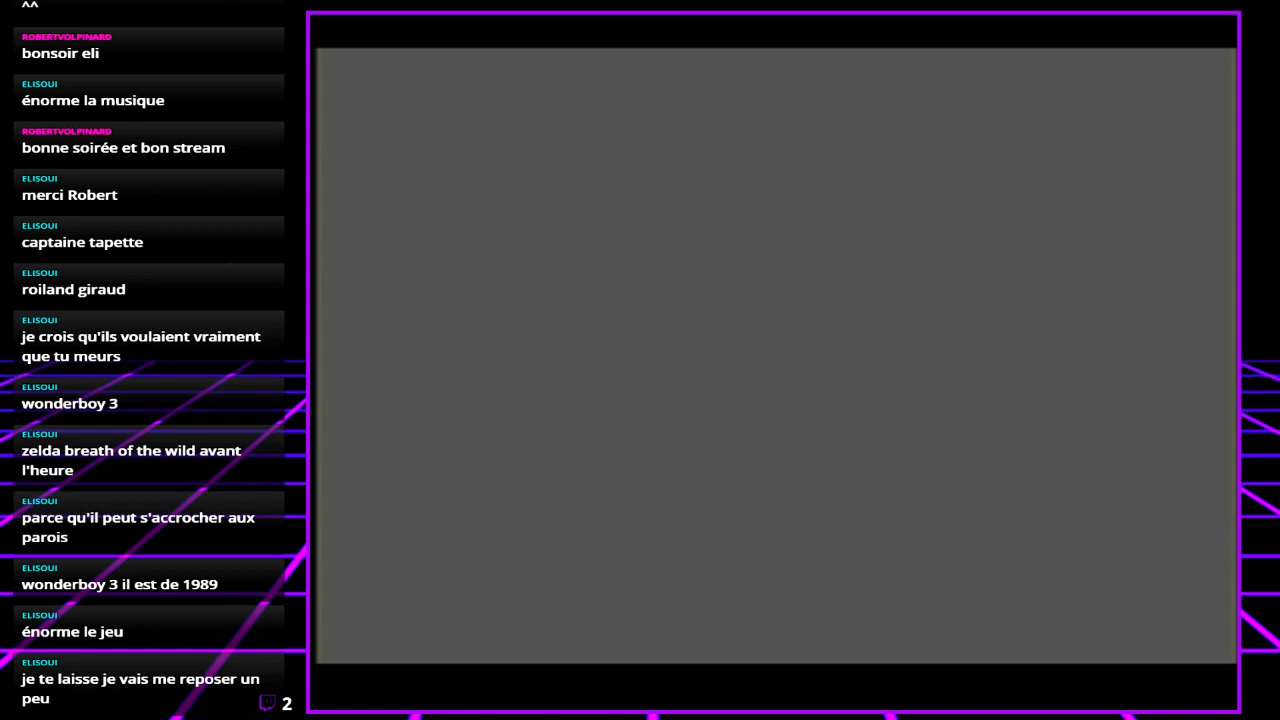 ^^
ROBERTVOLPINARD
bonsoir eli
ELISOUI
énorme la musique
ROBERTVOLPINARD
bonne soirée et bon stream
ELISOUI
merci Robert
ELISOUI
captaine tapette
ELISOUI
roiland giraud
ELISOUI
je crois qu'ils voulaient vraiment
que tu meurs
ELISOUI
wonderboy 3
ELISOUI
zelda breath of the wild avant
l'heure
ELISOUI
parce qu'il peut s'accrocher aux
parois
ELISOUI
wonderboy 3 il est de 1989
ELISOUI
énorme le jeu
ELISOUI
je te laisse je vais me reposer un
peu
2